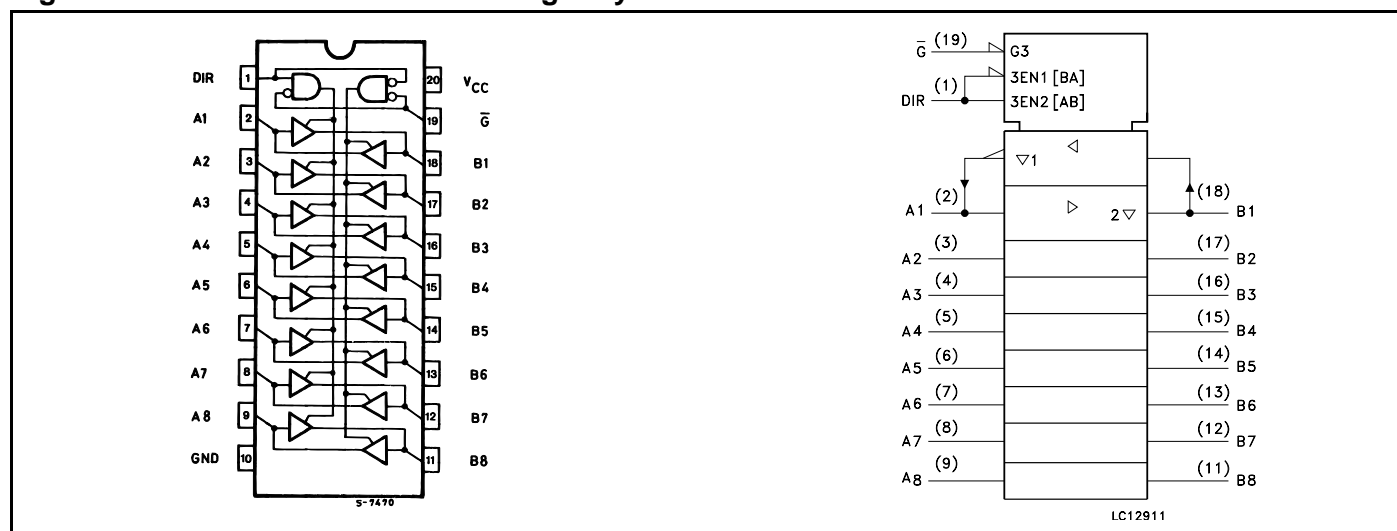 DIR 1 20 VCC
A1 2 19 G̅
A2 3 18 B1
A3 4 17 B2
A4 5 16 B3
A5 6 15 B4
A6 7 14 B5
A7 8 13 B6
A8 9 12 B7
GND 10 11 B8
S-7470
G̅ (19) G3
3EN1 [BA]
DIR (1) 3EN2 [AB]
▽1 ◁
A1 (2) ▷ 2▽ (18) B1
A2 (3) (17) B2
A3 (4) (16) B3
A4 (5) (15) B4
A5 (6) (14) B5
A6 (7) (13) B6
A7 (8) (12) B7
A8 (9) (11) B8
LC12911